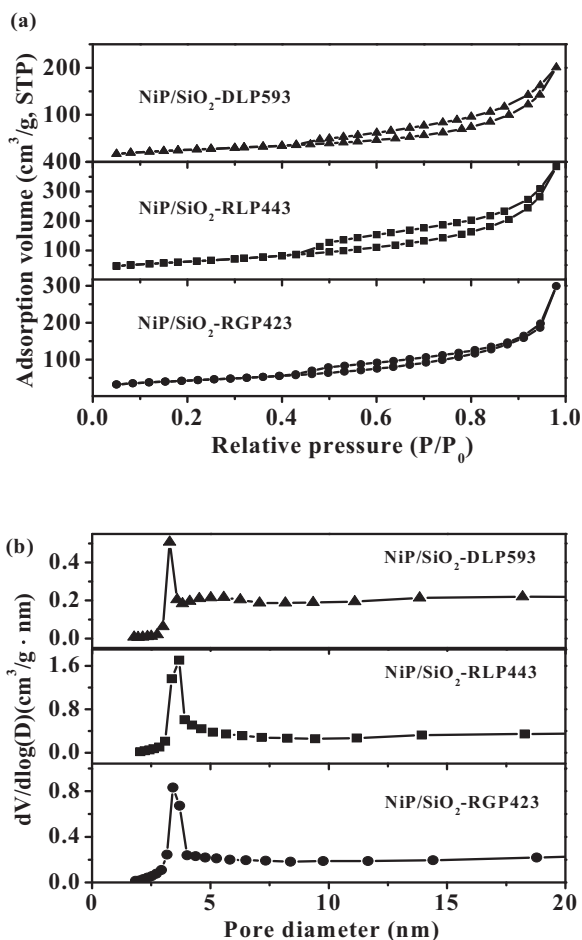 (a)
Adsorption volume (cm³/g, STP)
200
NiP/SiO₂-DLP593
100
400
0
300
NiP/SiO₂-RLP443
200
100
300
NiP/SiO₂-RGP423
200
100
0.0 0.2 0.4 0.6 0.8 1.0
Relative pressure (P/P₀)
(b)
dV/dlog(D)(cm³/g · nm)
NiP/SiO₂-DLP593
0.4
0.2
0.0
1.6
NiP/SiO₂-RLP443
0.8
0.0
0.8
NiP/SiO₂-RGP423
0.4
0.0
0 5 10 15 20
Pore diameter (nm)